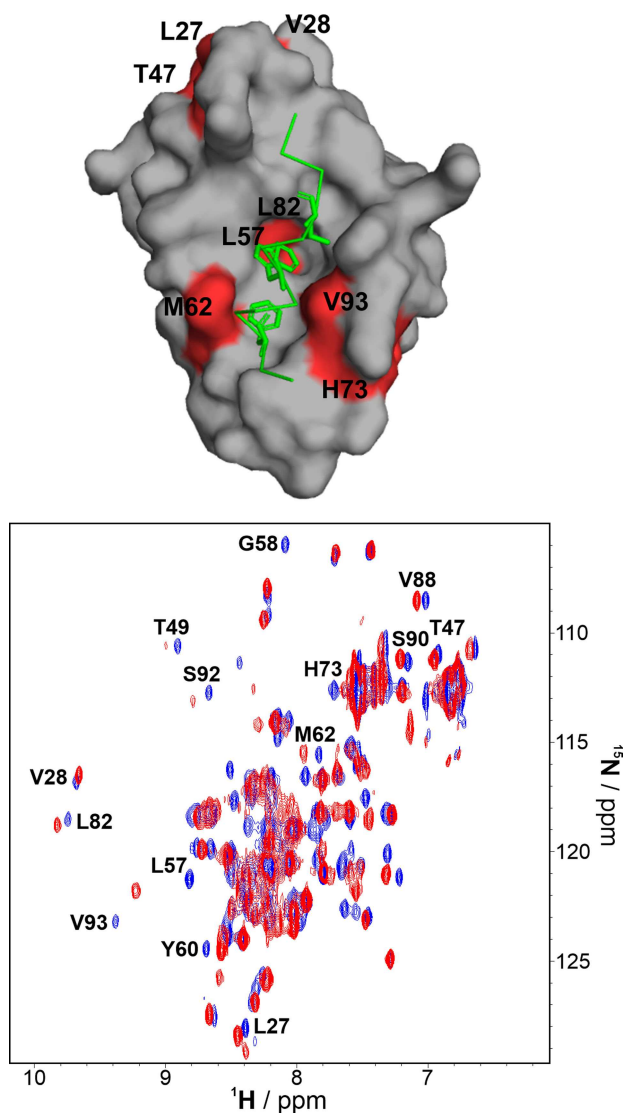 L27
V28
T47
L82
L57
M62
V93
H73
G58
V88
T49
T47
S90
S92
H73
M62
V28
L82
L57
V93
Y60
L27
110
115
120
125
15N / ppm
10
9
8
7
1H / ppm